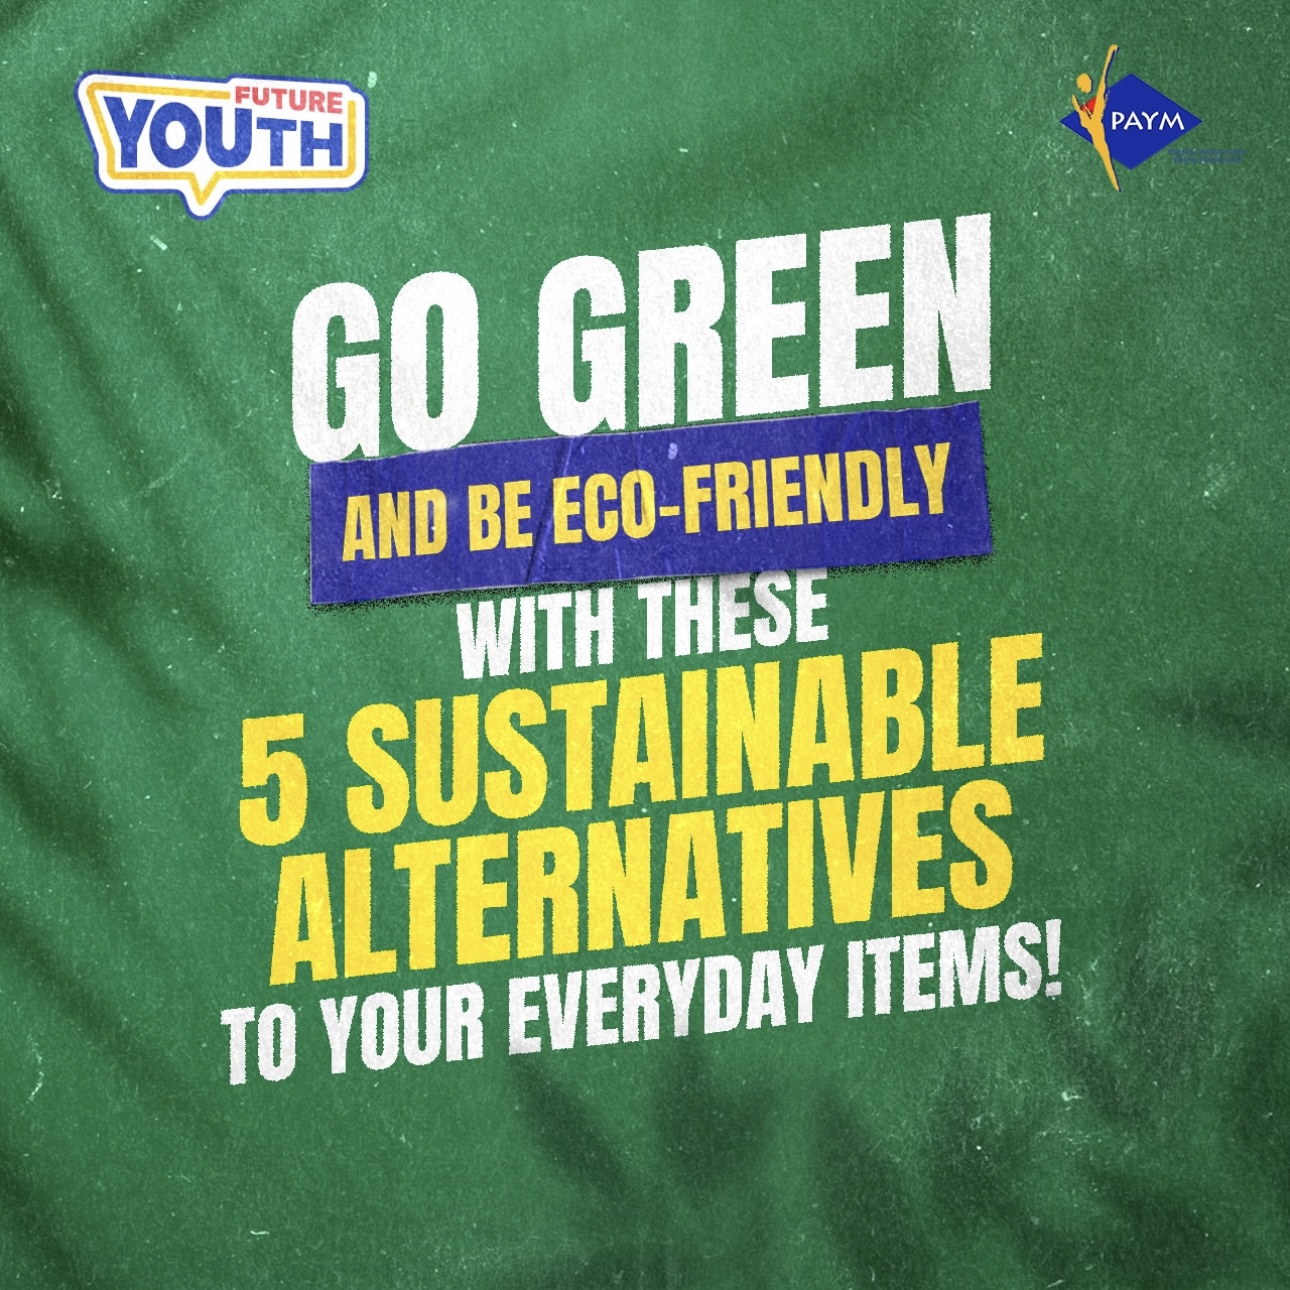 FUTURE
YOUTH
PAYM
GO GREEN
AND BE ECO-FRIENDLY
WITH THESE
5 SUSTAINABLE
ALTERNATIVES
TO YOUR EVERYDAY ITEMS!